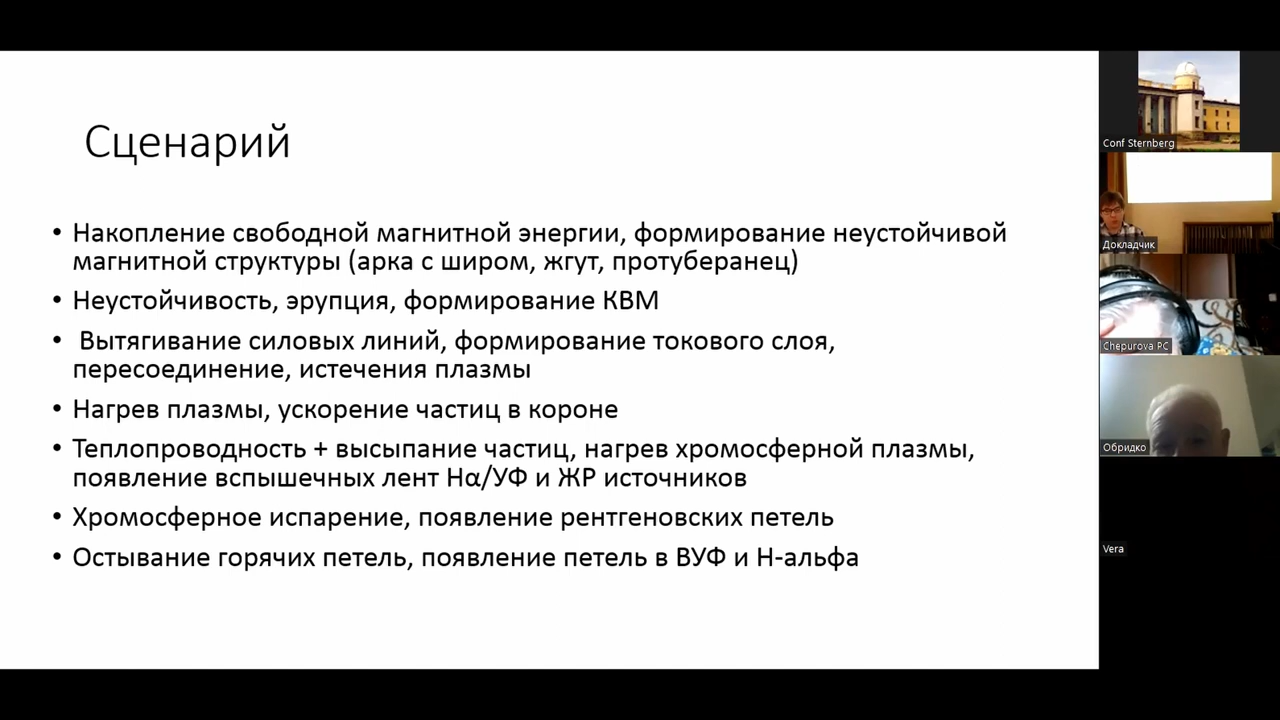 Сценарий
• Накопление свободной магнитной энергии, формирование неустойчивой
магнитной структуры (арка с широм, жгут, протуберанец)
• Неустойчивость, эрупция, формирование КВМ
• Вытягивание силовых линий, формирование токового слоя,
пересоединение, истечения плазмы
• Нагрев плазмы, ускорение частиц в короне
• Теплопроводность + высыпание частиц, нагрев хромосферной плазмы,
появление вспышечных лент Hα/УФ и ЖР источников
• Хромосферное испарение, появление рентгеновских петель
• Остывание горячих петель, появление петель в ВУФ и Н-альфа
Conf Sternberg
Докладчик
Chepurova PC
Обридко
Vera